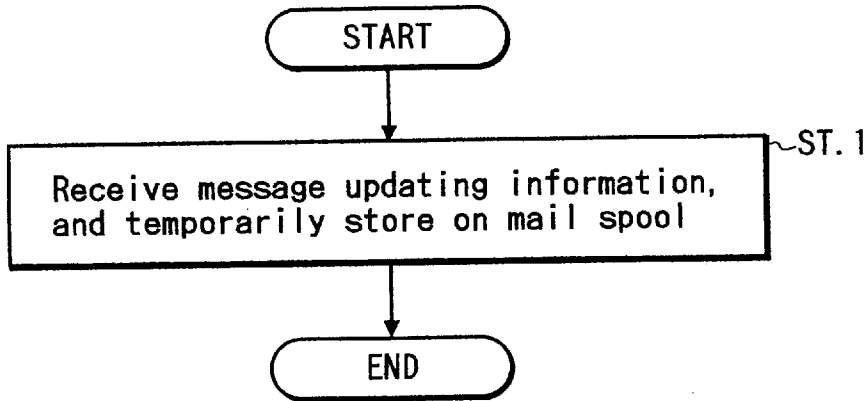 START
ST. 1
Receive message updating information,
and temporarily store on mail spool
END